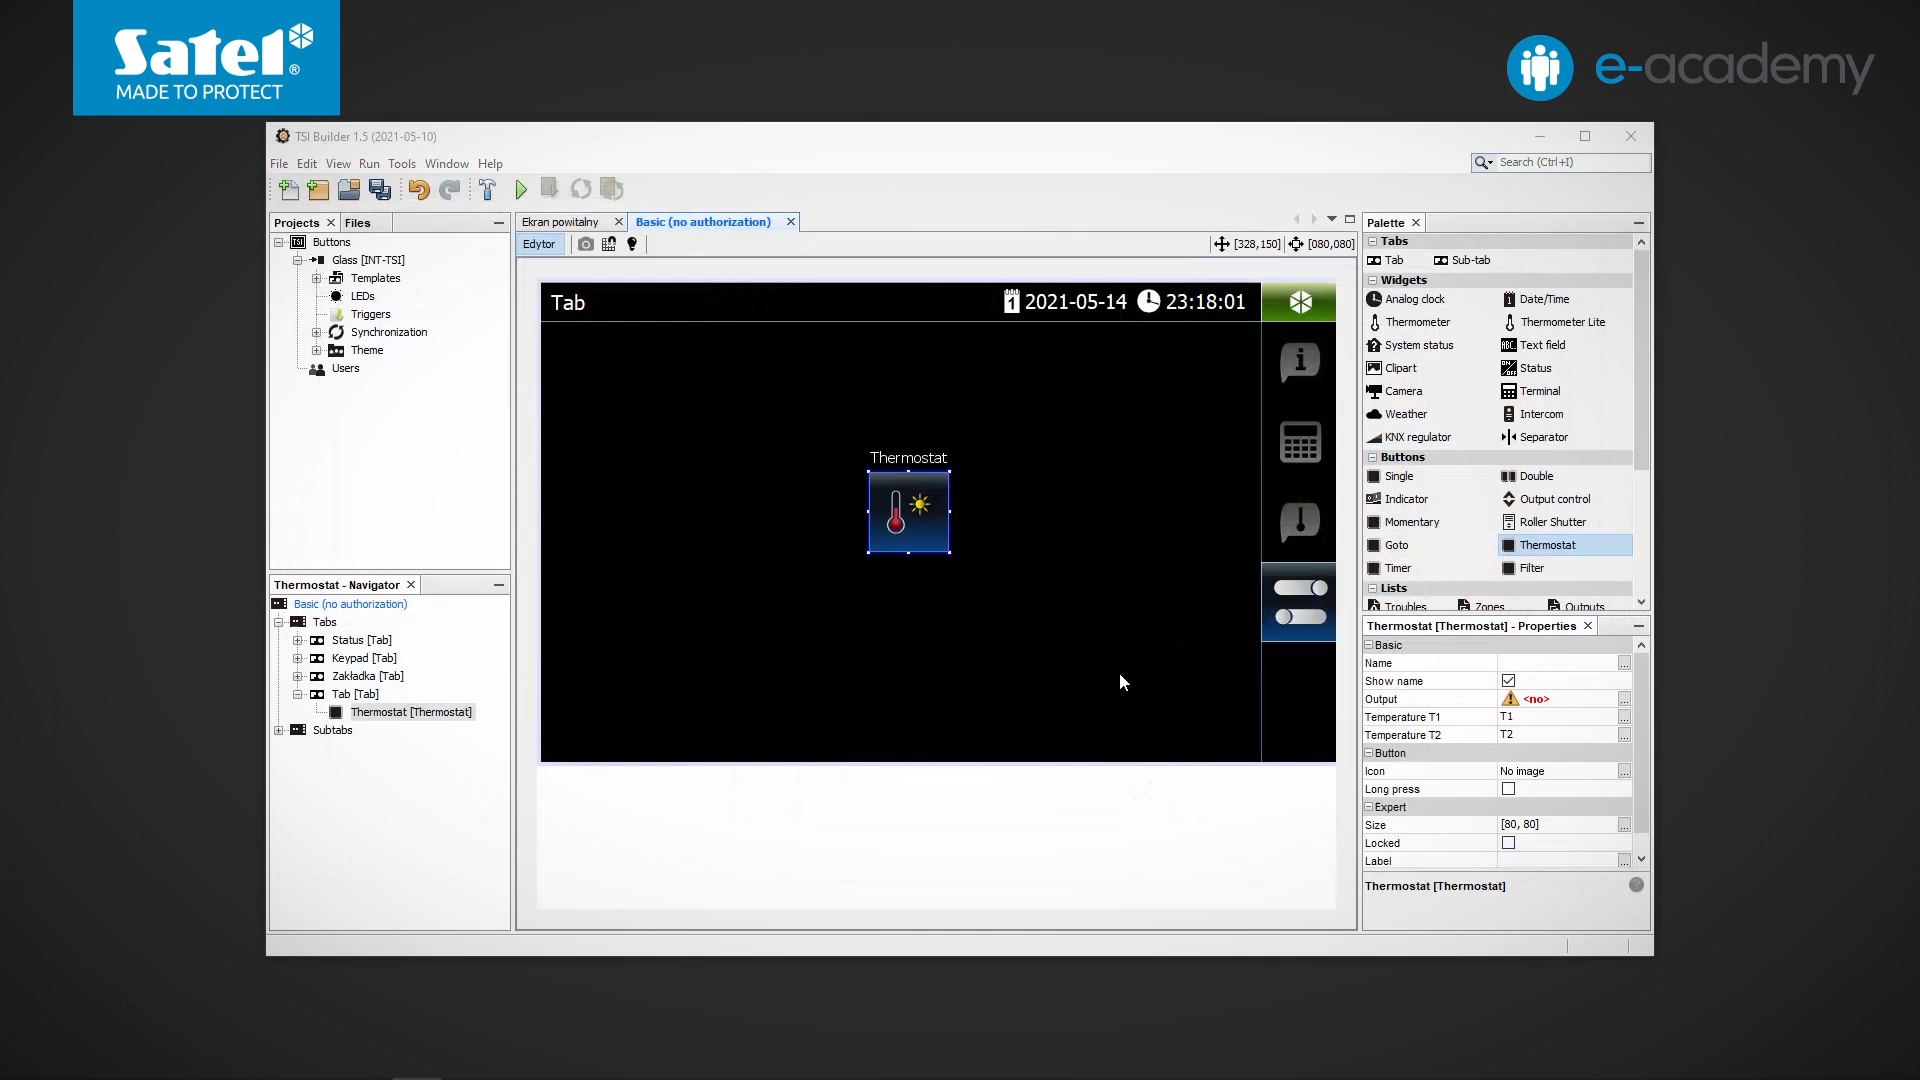 Satel®
MADE TO PROTECT
e-academy
TSI Builder 1.5 (2021-05-10)
File Edit View Run Tools Window Help
Search (Ctrl+I)
Projects Files
Buttons
Glass [INT-TSI]
Templates
LEDs
Triggers
Synchronization
Theme
Users
Thermostat - Navigator
Basic (no authorization)
Tabs
Status [Tab]
Keypad [Tab]
Zakładka [Tab]
Tab [Tab]
Thermostat [Thermostat]
Subtabs
Ekran powitalny Basic (no authorization)
Edytor [328,150] [080,080]
Tab 1 2021-05-14 23:18:01
Thermostat
Palette
Tabs
Tab Sub-tab
Widgets
Analog clock Date/Time
Thermometer Thermometer Lite
System status Text field
Clipart Status
Camera Terminal
Weather Intercom
KNX regulator Separator
Buttons
Single Double
Indicator Output control
Momentary Roller Shutter
Goto Thermostat
Timer Filter
Lists
Troubles Zones Outputs
Thermostat [Thermostat] - Properties
Basic
Name ...
Show name
Output <no> ...
Temperature T1 T1 ...
Temperature T2 T2 ...
Button
Icon No image ...
Long press
Expert
Size [80, 80] ...
Locked
Label ...
Thermostat [Thermostat]